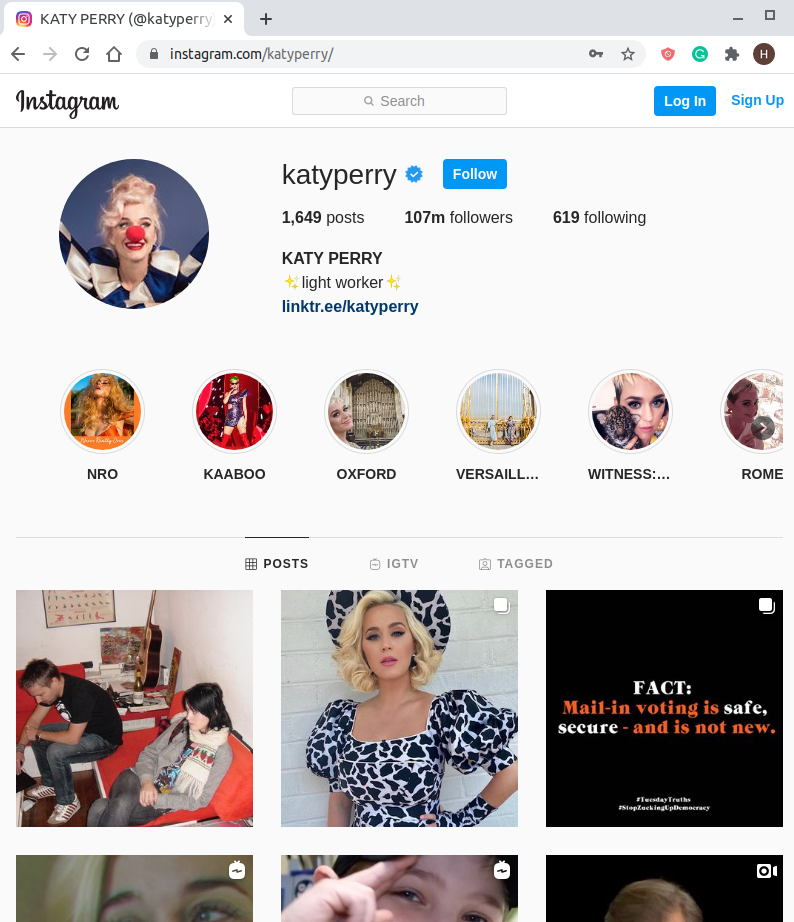 KATY PERRY (@katyperry)
instagram.com/katyperry/
H
Instagram
Search
Log In
Sign Up
katyperry
Follow
1,649 posts
107m followers
619 following
KATY PERRY
✨light worker✨
linktr.ee/katyperry
NRO
KAABOO
OXFORD
VERSAILL…
WITNESS:…
ROME
POSTS
IGTV
TAGGED
FACT:
Mail-in voting is safe,
secure - and is not new.
#TuesdayTruths
#StopZuckingUpDemocracy